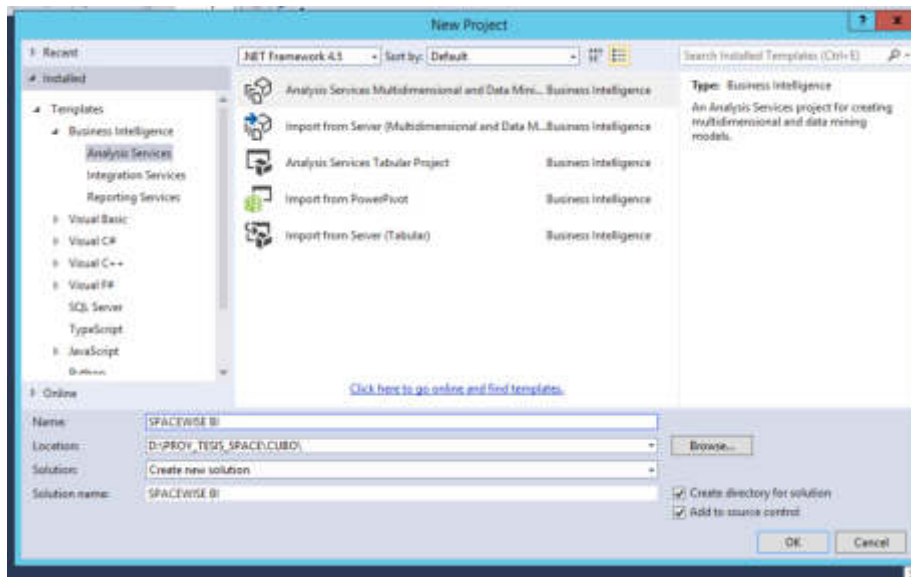 New Project
Recent
.NET Framework 4.5 Sort by: Default
Search Installed Templates (Ctrl+E)
Installed
Templates
Business Intelligence
Analysis Services
Integration Services
Reporting Services
Visual Basic
Visual C#
Visual C++
Visual F#
SQL Server
TypeScript
JavaScript
Python
Online
Analysis Services Multidimensional and Data Mini... Business Intelligence
Import from Server (Multidimensional and Data M... Business Intelligence
Analysis Services Tabular Project Business Intelligence
Import from PowerPivot Business Intelligence
Import from Server (Tabular) Business Intelligence
Click here to go online and find templates.
Type: Business Intelligence
An Analysis Services project for creating
multidimensional and data mining
models.
Name: SPACEWISE BI
Location: D:\PROY_TESIS_SPACE\CUBO\ Browse...
Solution: Create new solution
Solution name: SPACEWISE BI
Create directory for solution
Add to source control
OK Cancel